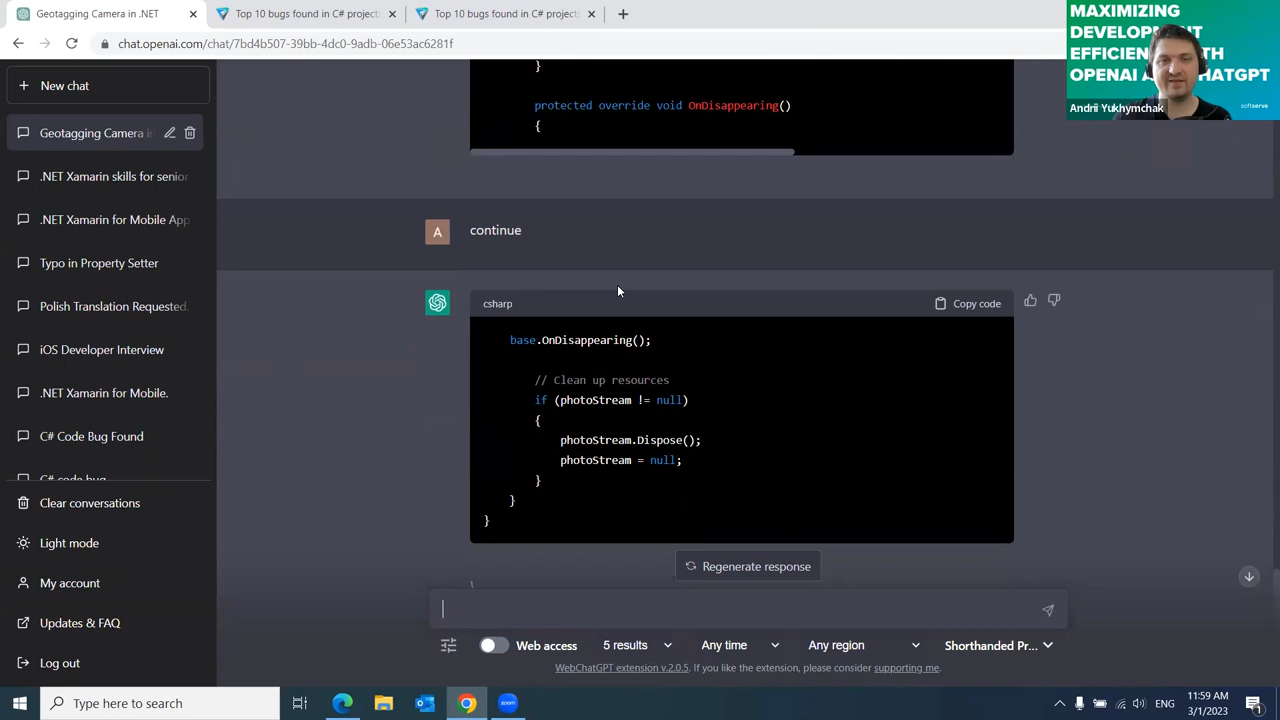 Geotagging Camera in .NET
Top 10 bugs found in C# project
Top 10 bugs found in C# project
chat.openai.com/chat/7bd4b507-39bb-4dc0-9adb-06e53ac6281f
MAXIMIZING
DEVELOPMENT
EFFICIEN TH
OPENAI A HATGPT
Andrii Yukhymchak
softserve
New chat
Geotagging Camera in
.NET Xamarin skills for senior
.NET Xamarin for Mobile App
Typo in Property Setter
Polish Translation Requested.
iOS Developer Interview
.NET Xamarin for Mobile.
C# Code Bug Found
C# code bug
Clear conversations
Light mode
My account
Updates & FAQ
Log out
}
protected override void OnDisappearing()
{
A
continue
csharp
Copy code
base.OnDisappearing();
// Clean up resources
if (photoStream != null)
{
photoStream.Dispose();
photoStream = null;
}
}
}
Regenerate response
Web access
5 results
Any time
Any region
Shorthanded Pr...
WebChatGPT extension v.2.0.5. If you like the extension, please consider supporting me.
Type here to search
zoom
ENG
11:59 AM
3/1/2023
1